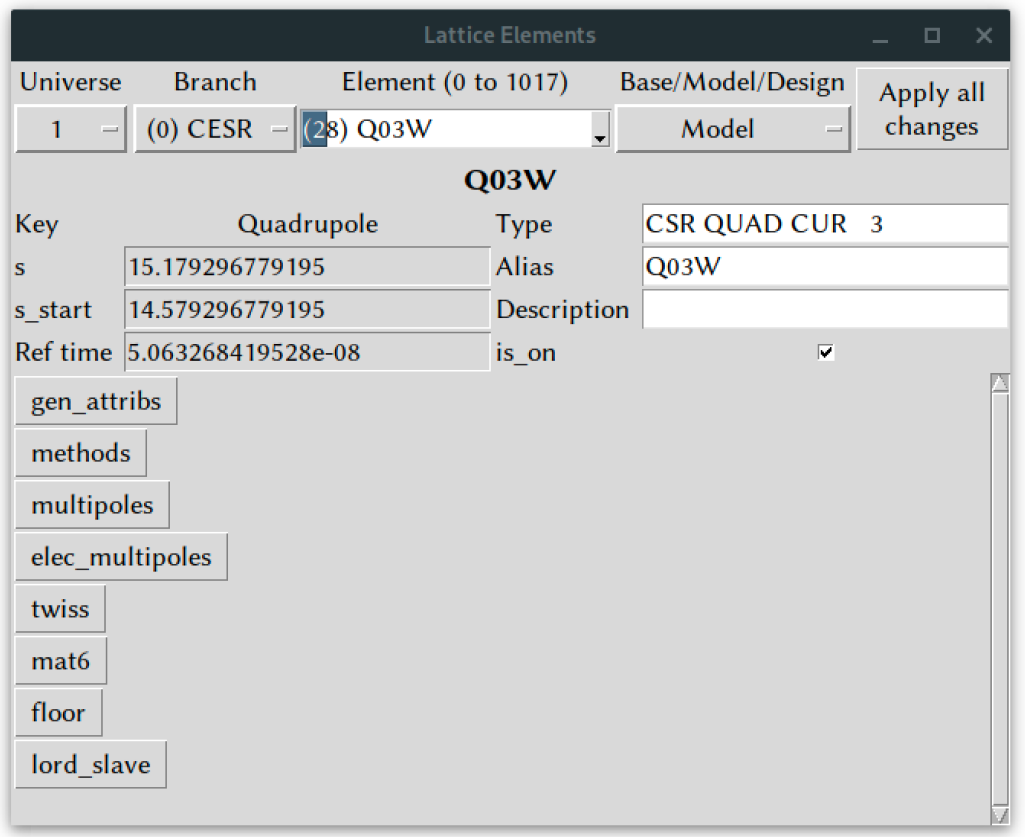 Lattice Elements
Universe Branch Element (0 to 1017) Base/Model/Design Apply all changes
1 (0) CESR (28) Q03W Model
Q03W
Key Quadrupole Type CSR QUAD CUR   3
s 15.179296779195 Alias Q03W
s_start 14.579296779195 Description
Ref time 5.063268419528e-08 is_on
gen_attribs
methods
multipoles
elec_multipoles
twiss
mat6
floor
lord_slave